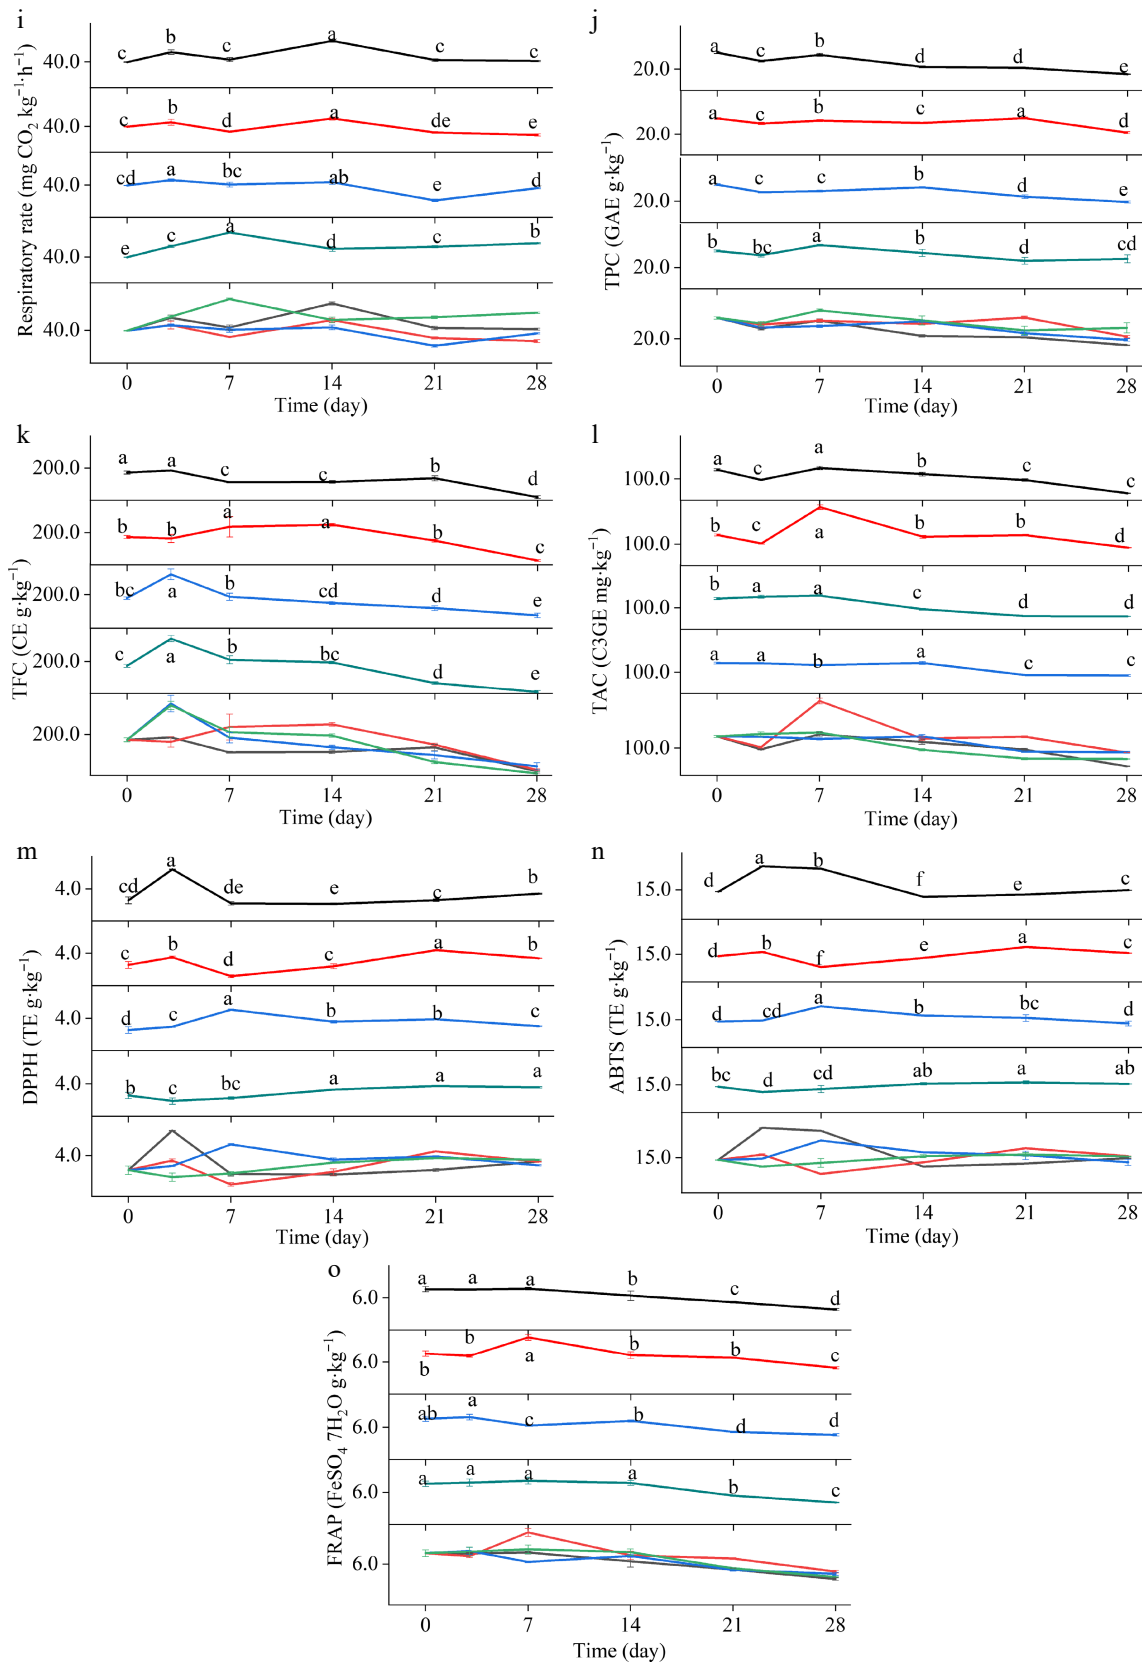 i
Respiratory rate (mg CO₂ kg⁻¹·h⁻¹)
c b c a c c
40.0
c b d a de e
40.0
cd a bc ab e d
40.0
e c a d c b
40.0
40.0
0 7 14 21 28
Time (day)
j
TPC (GAE g·kg⁻¹)
a c b d d e
20.0
a c b c a d
20.0
a c c b d e
20.0
b bc a b d cd
20.0
20.0
0 7 14 21 28
Time (day)
k
TFC (CE g·kg⁻¹)
a a c c b d
200.0
b b a a b c
200.0
bc a b cd d e
200.0
c a b bc d e
200.0
200.0
0 7 14 21 28
Time (day)
l
TAC (C3GE mg·kg⁻¹)
a c a b c c
100.0
b c a b b d
100.0
b a a c d d
100.0
a a b a c c
100.0
100.0
0 7 14 21 28
Time (day)
m
DPPH (TE g·kg⁻¹)
cd a de e c b
4.0
c b d c a b
4.0
d c a b b c
4.0
b c bc a a a
4.0
4.0
0 7 14 21 28
Time (day)
n
ABTS (TE g·kg⁻¹)
d a b f e c
15.0
d b f e a c
15.0
d cd a b bc d
15.0
bc d cd ab a ab
15.0
15.0
0 7 14 21 28
Time (day)
o
FRAP (FeSO₄ 7H₂O g·kg⁻¹)
a a a b c d
6.0
b b a b b c
6.0
ab a c b d d
6.0
a a a a b c
6.0
6.0
0 7 14 21 28
Time (day)